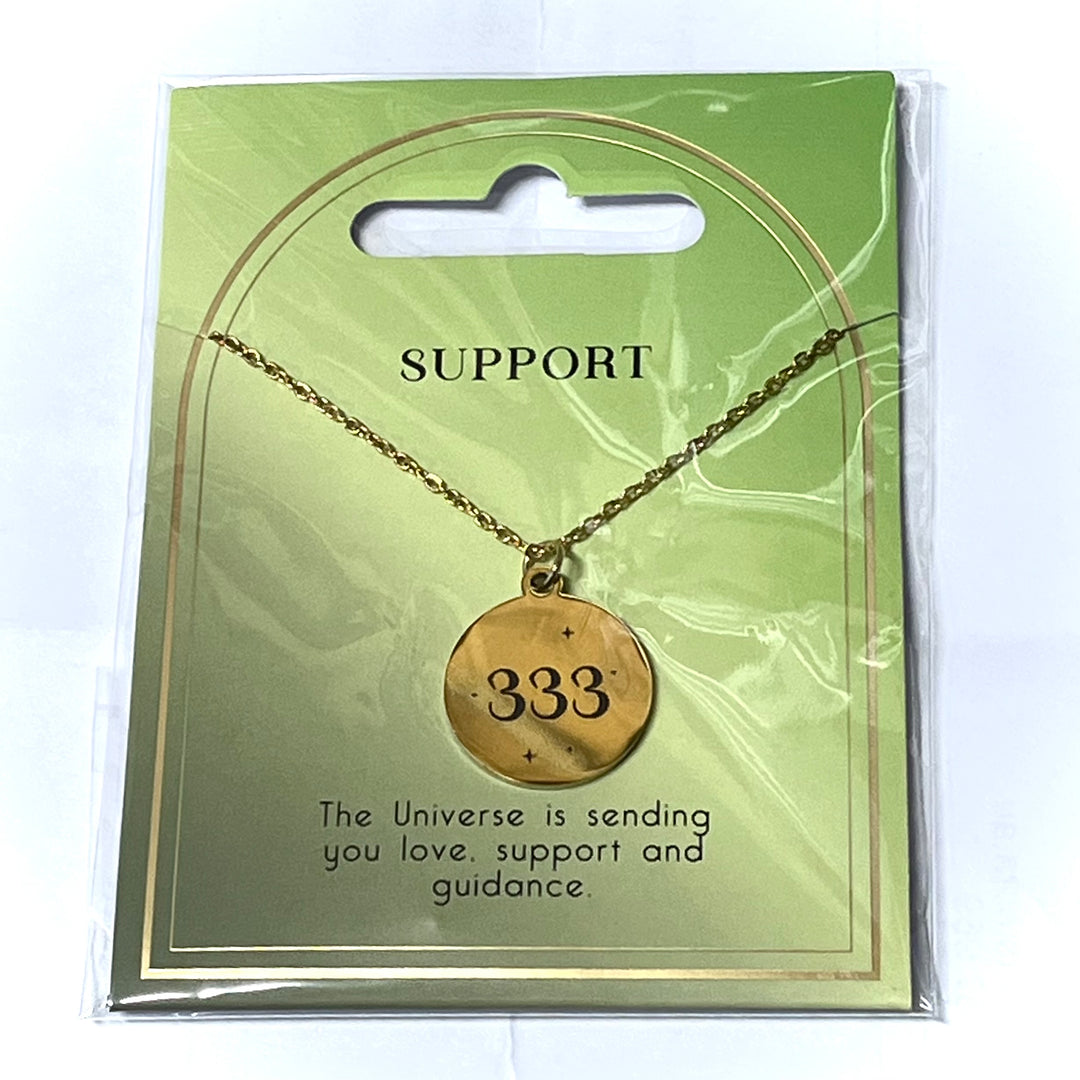 SUPPORT
333
The Universe is sending
you love, support and
guidance.